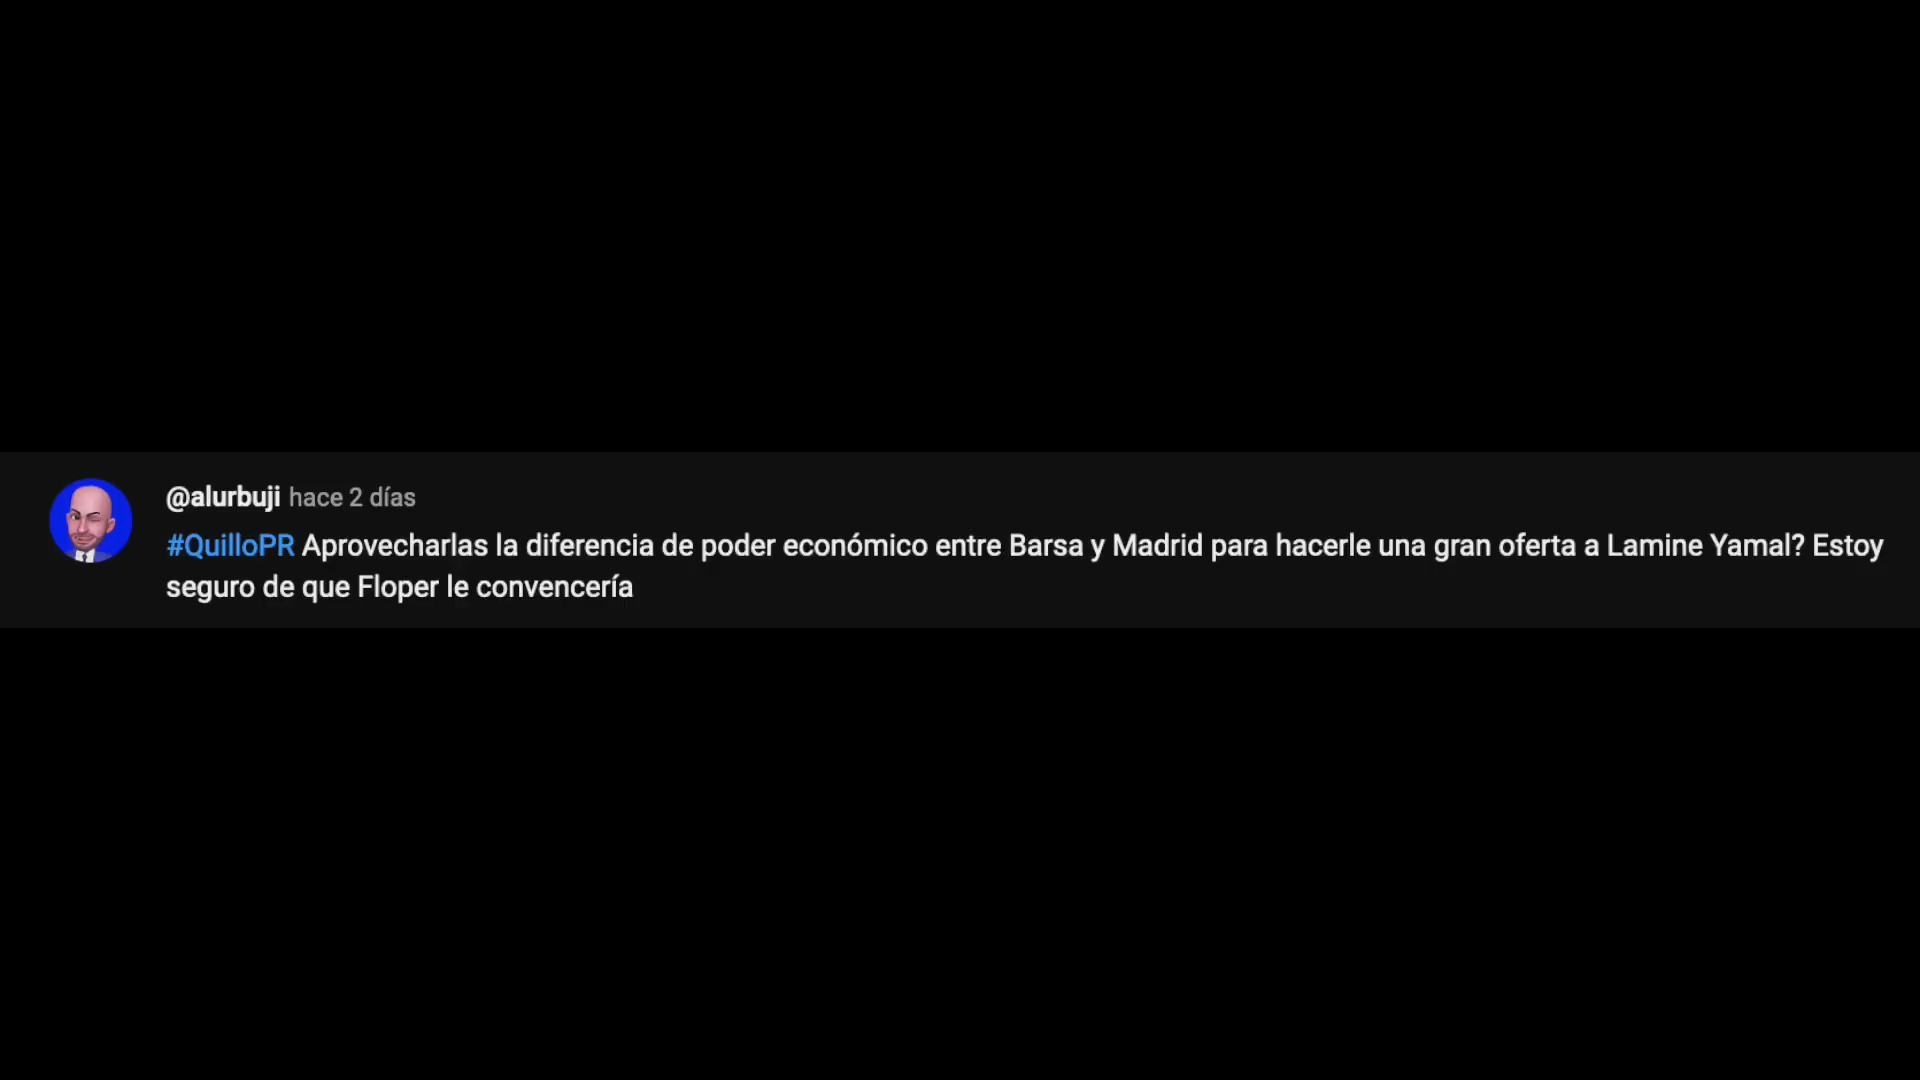 @alurbuji hace 2 días
#QuilloPR Aprovecharlas la diferencia de poder económico entre Barsa y Madrid para hacerle una gran oferta a Lamine Yamal? Estoy
seguro de que Floper le convencería